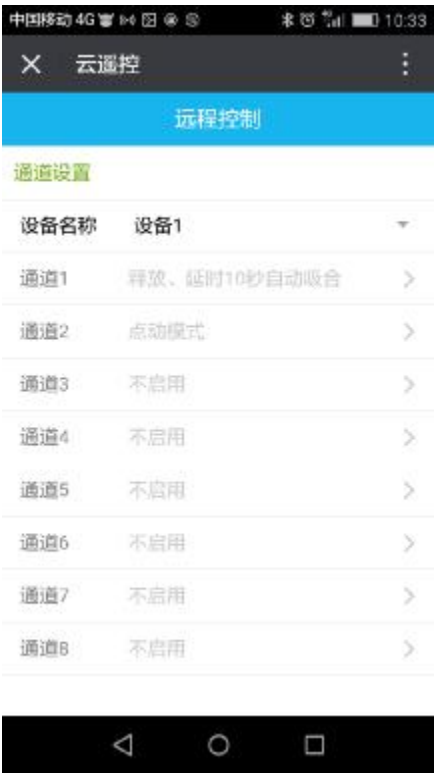 中国移动 4G 10:33
云遥控
远程控制
通道设置
设备名称 设备1
通道1 释放、延时10秒自动吸合
通道2 点动模式
通道3 不启用
通道4 不启用
通道5 不启用
通道6 不启用
通道7 不启用
通道8 不启用